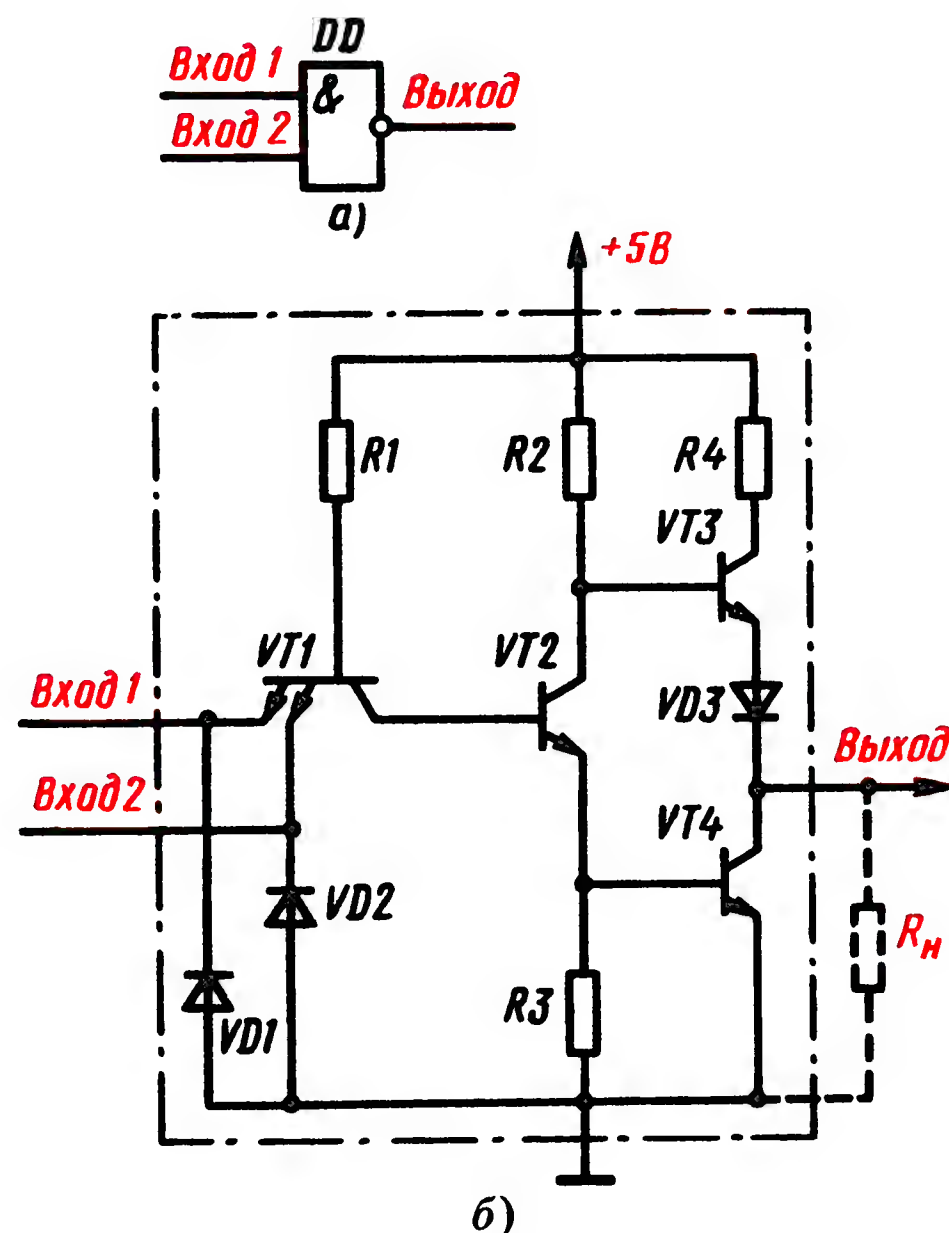 DD
Вход 1
&
Выход
Вход 2
а)
+5В
R1
R2
R4
VT3
VT1
VT2
Вход 1
VD3
Выход
Вход 2
VT4
VD2
Rн
R3
VD1
б)